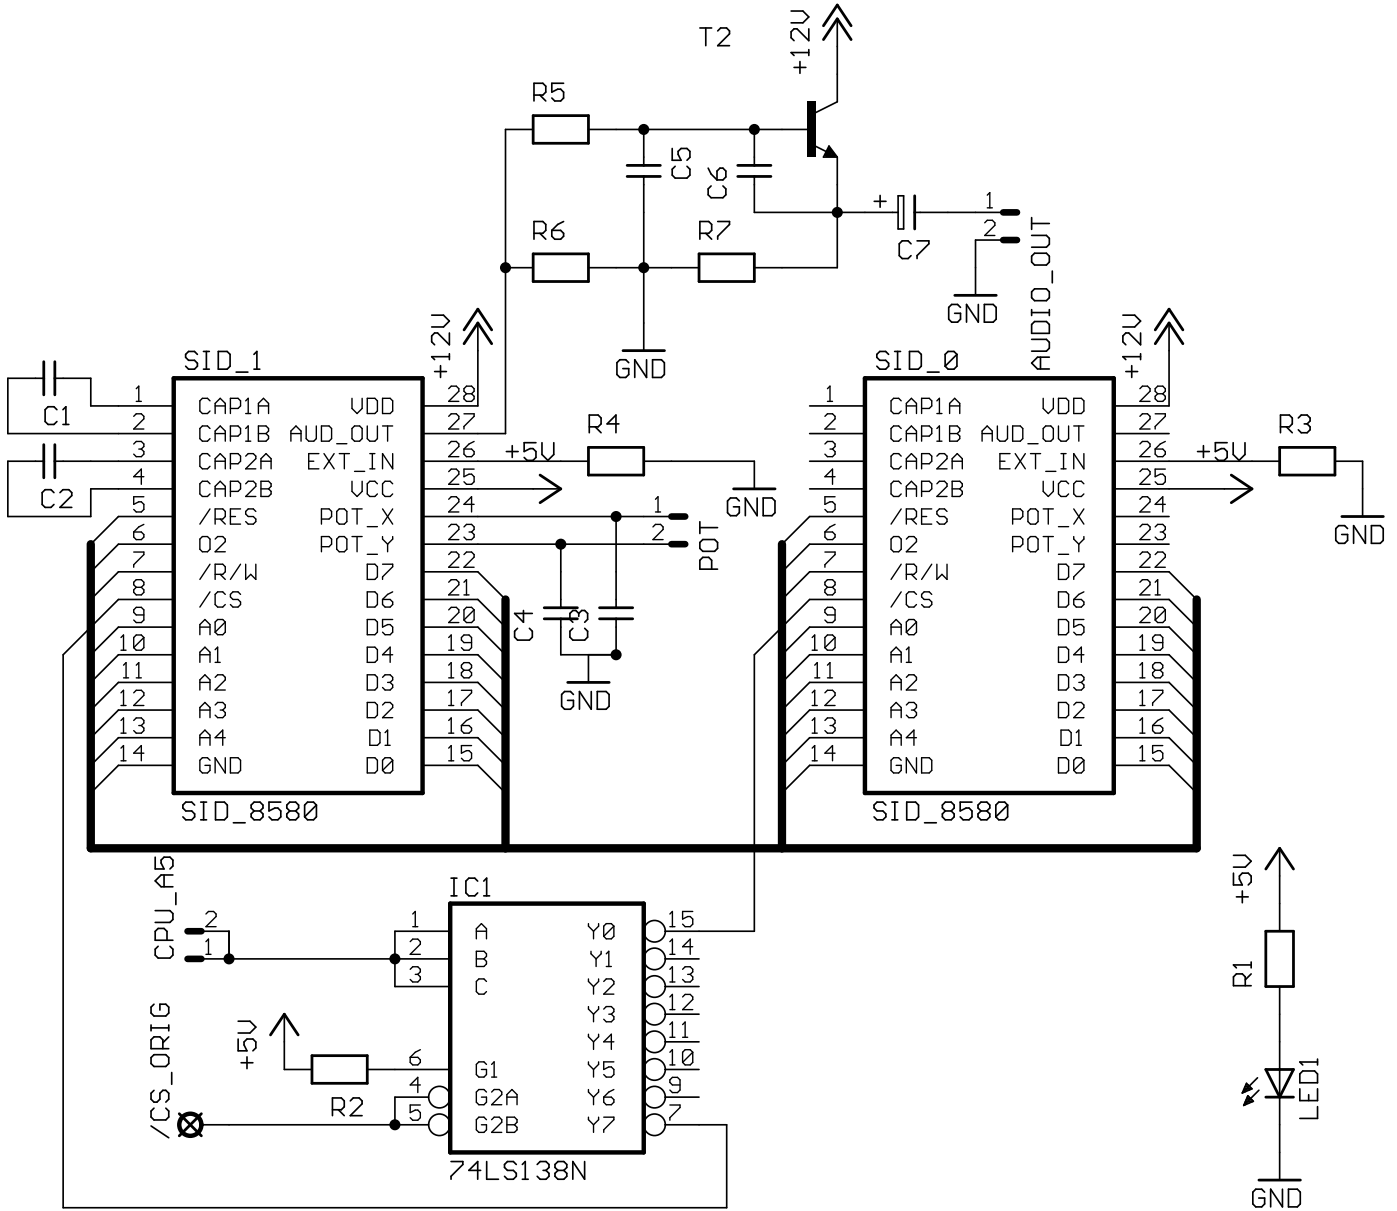 T2
+12V
R5
C5
C6
R6
R7
+
C7
1
2
AUDIO_OUT
GND
GND
+12V
SID_1
C1
C2
1 CAP1A VDD 28
2 CAP1B AUD_OUT 27
3 CAP2A EXT_IN 26
4 CAP2B VCC 25
5 /RES POT_X 24
6 O2 POT_Y 23
7 /R/W D7 22
8 /CS D6 21
9 A0 D5 20
10 A1 D4 19
11 A2 D3 18
12 A3 D2 17
13 A4 D1 16
14 GND D0 15
SID_8580
+5V
R4
GND
1
2
POT
C4
C3
GND
SID_0
+12V
1 CAP1A VDD 28
2 CAP1B AUD_OUT 27
3 CAP2A EXT_IN 26
4 CAP2B VCC 25
5 /RES POT_X 24
6 O2 POT_Y 23
7 /R/W D7 22
8 /CS D6 21
9 A0 D5 20
10 A1 D4 19
11 A2 D3 18
12 A3 D2 17
13 A4 D1 16
14 GND D0 15
SID_8580
+5V
R3
GND
CPU_A5
2
1
IC1
1 A Y0 15
2 B Y1 14
3 C Y2 13
Y3 12
Y4 11
6 G1 Y5 10
4 G2A Y6 9
5 G2B Y7 7
74LS138N
+5V
R2
/CS_ORIG
+5V
R1
LED1
GND